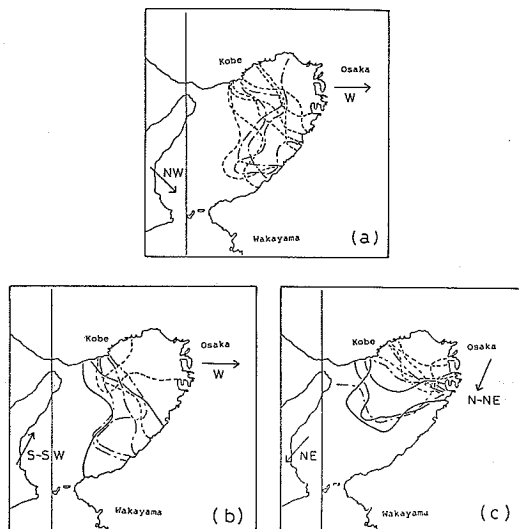 Kobe
Osaka
W
NW
Wakayama
(a)
Kobe
Osaka
W
S-SW
Wakayama
(b)
Kobe
Osaka
N-NE
NE
Wakayama
(c)